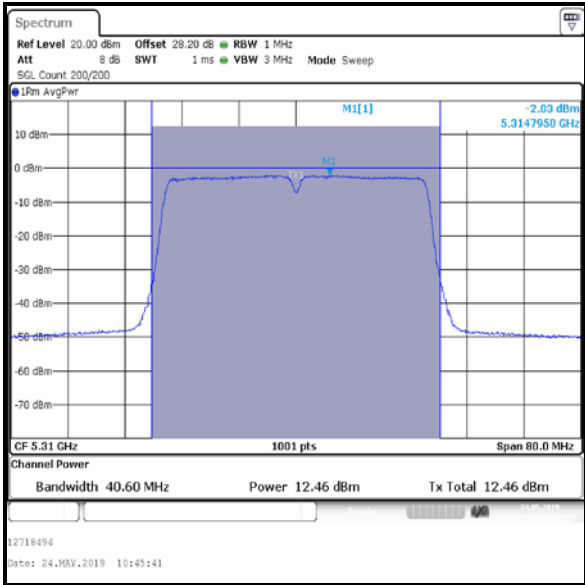 Spectrum
Ref Level 20.00 dBm Offset 28.20 dB RBW 1 MHz
Att 8 dB SWT 1 ms VBW 3 MHz Mode Sweep
SGL Count 200/200
1Rm AvgPwr
M1[1] -2.03 dBm
5.3147950 GHz
10 dBm
0 dBm
M1
-10 dBm
-20 dBm
-30 dBm
-40 dBm
-50 dBm
-60 dBm
-70 dBm
CF 5.31 GHz 1001 pts Span 80.0 MHz
Channel Power
Bandwidth 40.60 MHz Power 12.46 dBm Tx Total 12.46 dBm
Ready 24.05.2019
12718494
Date: 24.MAY.2019 10:45:41